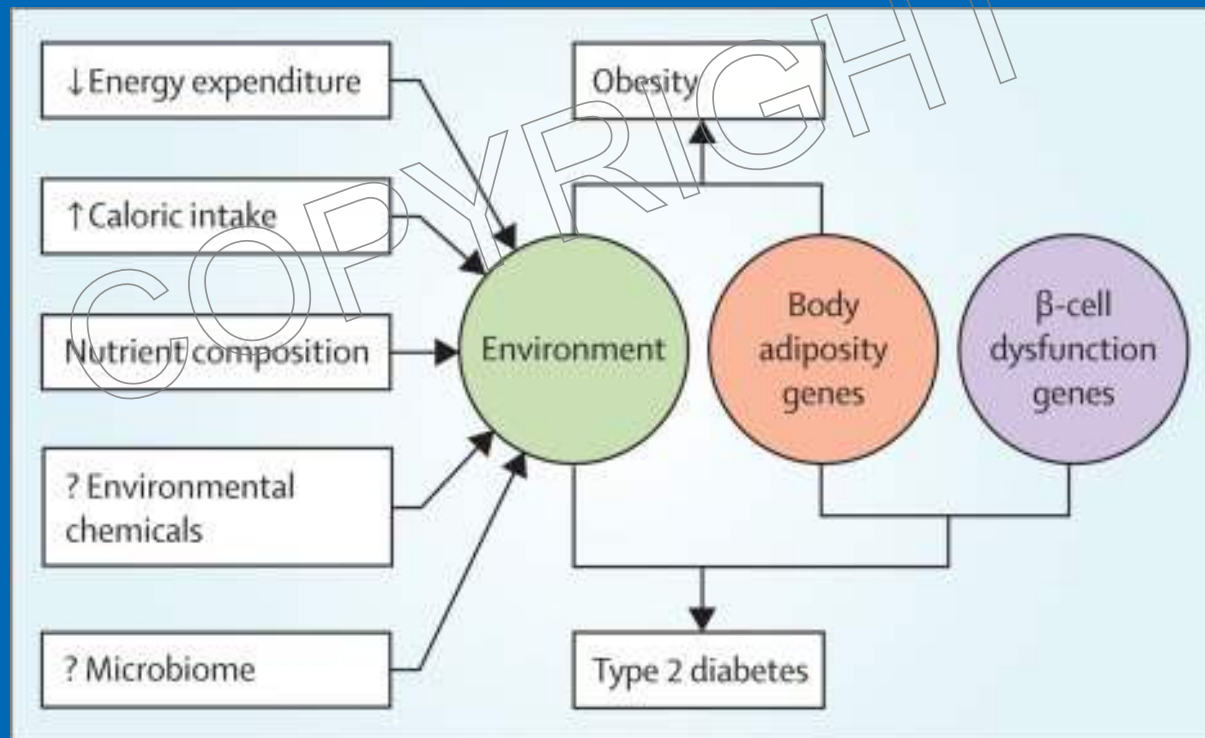 ↓Energy expenditure
↑Caloric intake
Nutrient composition
? Environmental
chemicals
? Microbiome
Obesity
Environment
Body
adiposity
genes
β-cell
dysfunction
genes
Type 2 diabetes
COPYRIGHT